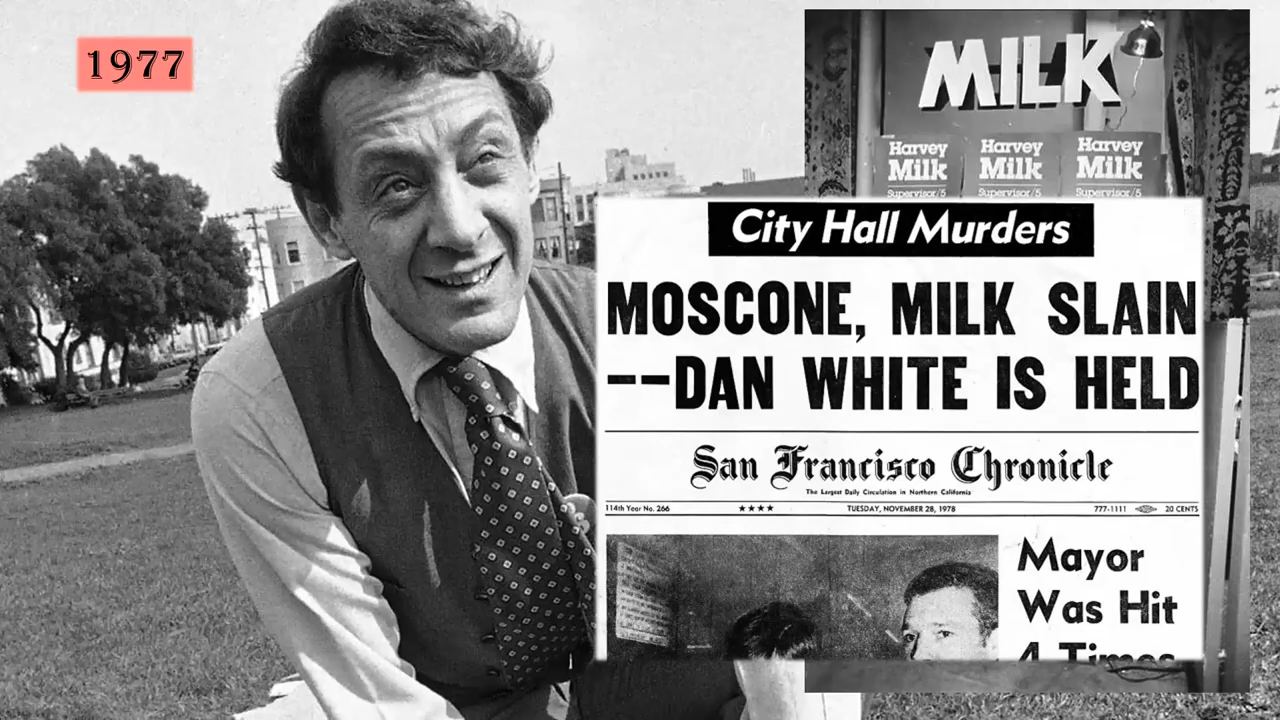 1977
MILK
Harvey
Milk
Supervisor/5
Harvey
Milk
Supervisor/5
Harvey
Milk
Supervisor/5
City Hall Murders
MOSCONE, MILK SLAIN
--DAN WHITE IS HELD
San Francisco Chronicle
The Largest Daily Circulation in Northern California
114th Year No. 266 ★★★★ TUESDAY, NOVEMBER 28, 1978 777-1111 20 CENTS
Mayor
Was Hit
4 Times